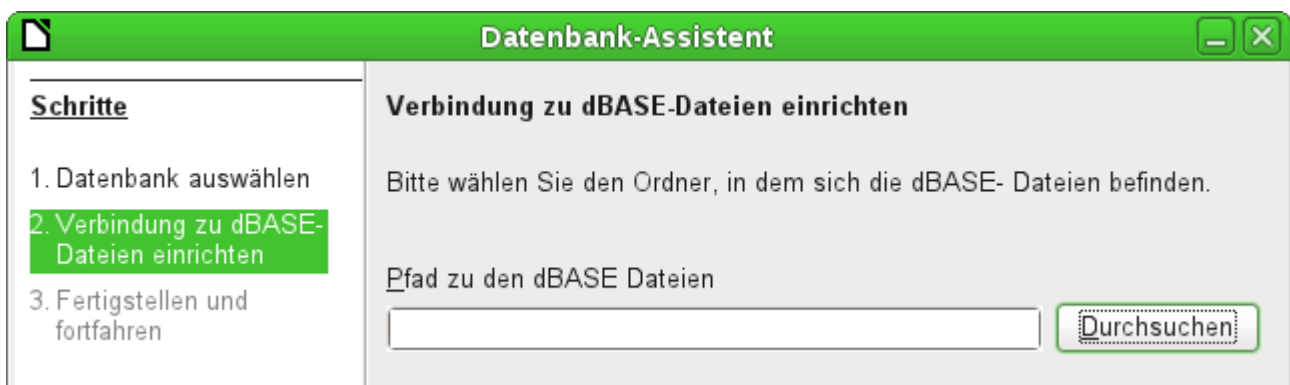 Datenbank-Assistent
Schritte
1. Datenbank auswählen
2. Verbindung zu dBASE-
Dateien einrichten
3. Fertigstellen und
fortfahren
Verbindung zu dBASE-Dateien einrichten
Bitte wählen Sie den Ordner, in dem sich die dBASE- Dateien befinden.
Pfad zu den dBASE Dateien
Durchsuchen